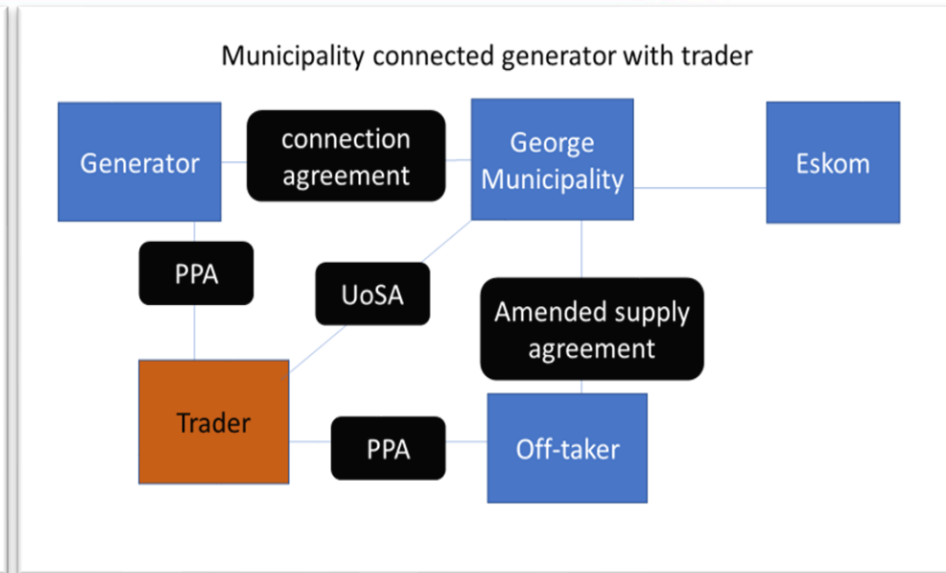 Municipality connected generator with trader
Generator
connection
agreement
George
Municipality
Eskom
PPA
UoSA
Amended supply
agreement
Trader
PPA
Off-taker